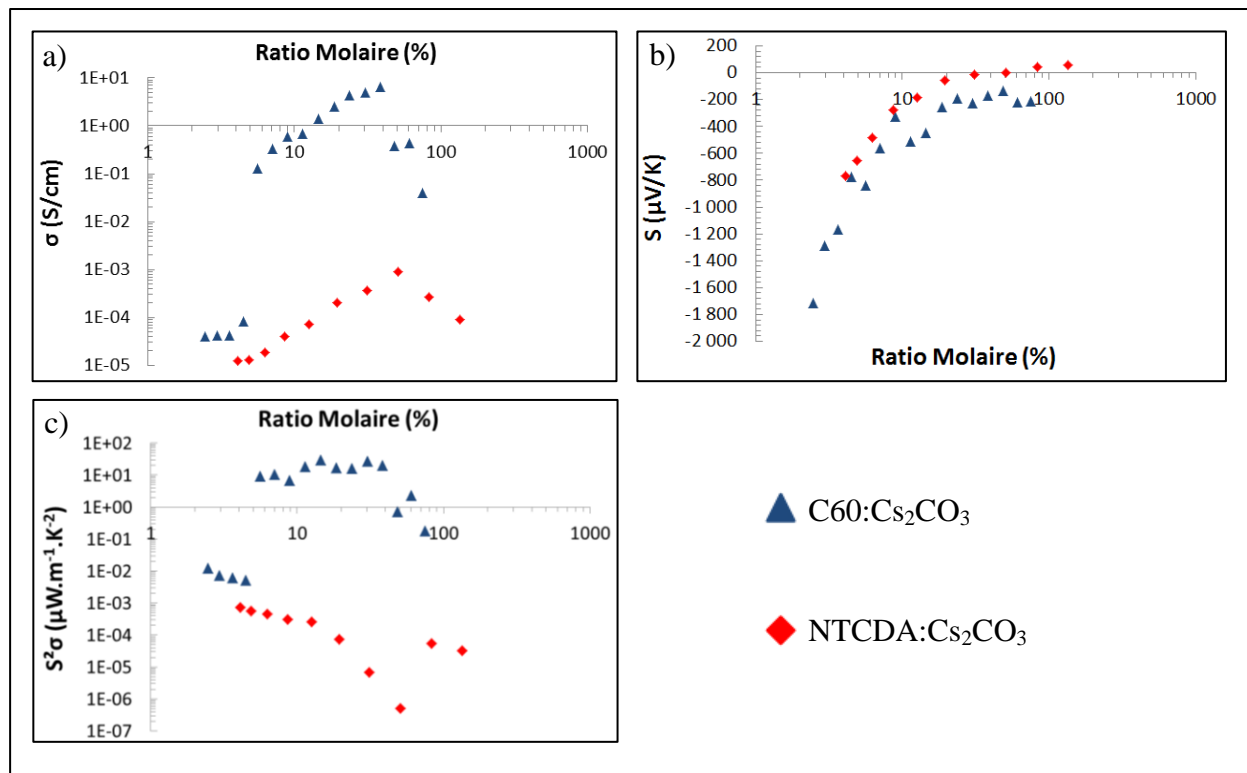 a)
Ratio Molaire (%)
1E+01
1E+00
1E-01
1E-02
1E-03
1E-04
1E-05
1
10
100
1000
σ (S/cm)
b)
200
0
-200
-400
-600
-800
-1 000
-1 200
-1 400
-1 600
-1 800
-2 000
1
10
100
1000
S (µV/K)
Ratio Molaire (%)
c)
Ratio Molaire (%)
1E+02
1E+01
1E+00
1E-01
1E-02
1E-03
1E-04
1E-05
1E-06
1E-07
1
10
100
1000
S²σ (µW.m⁻¹.K⁻²)
C60:Cs₂CO₃
NTCDA:Cs₂CO₃